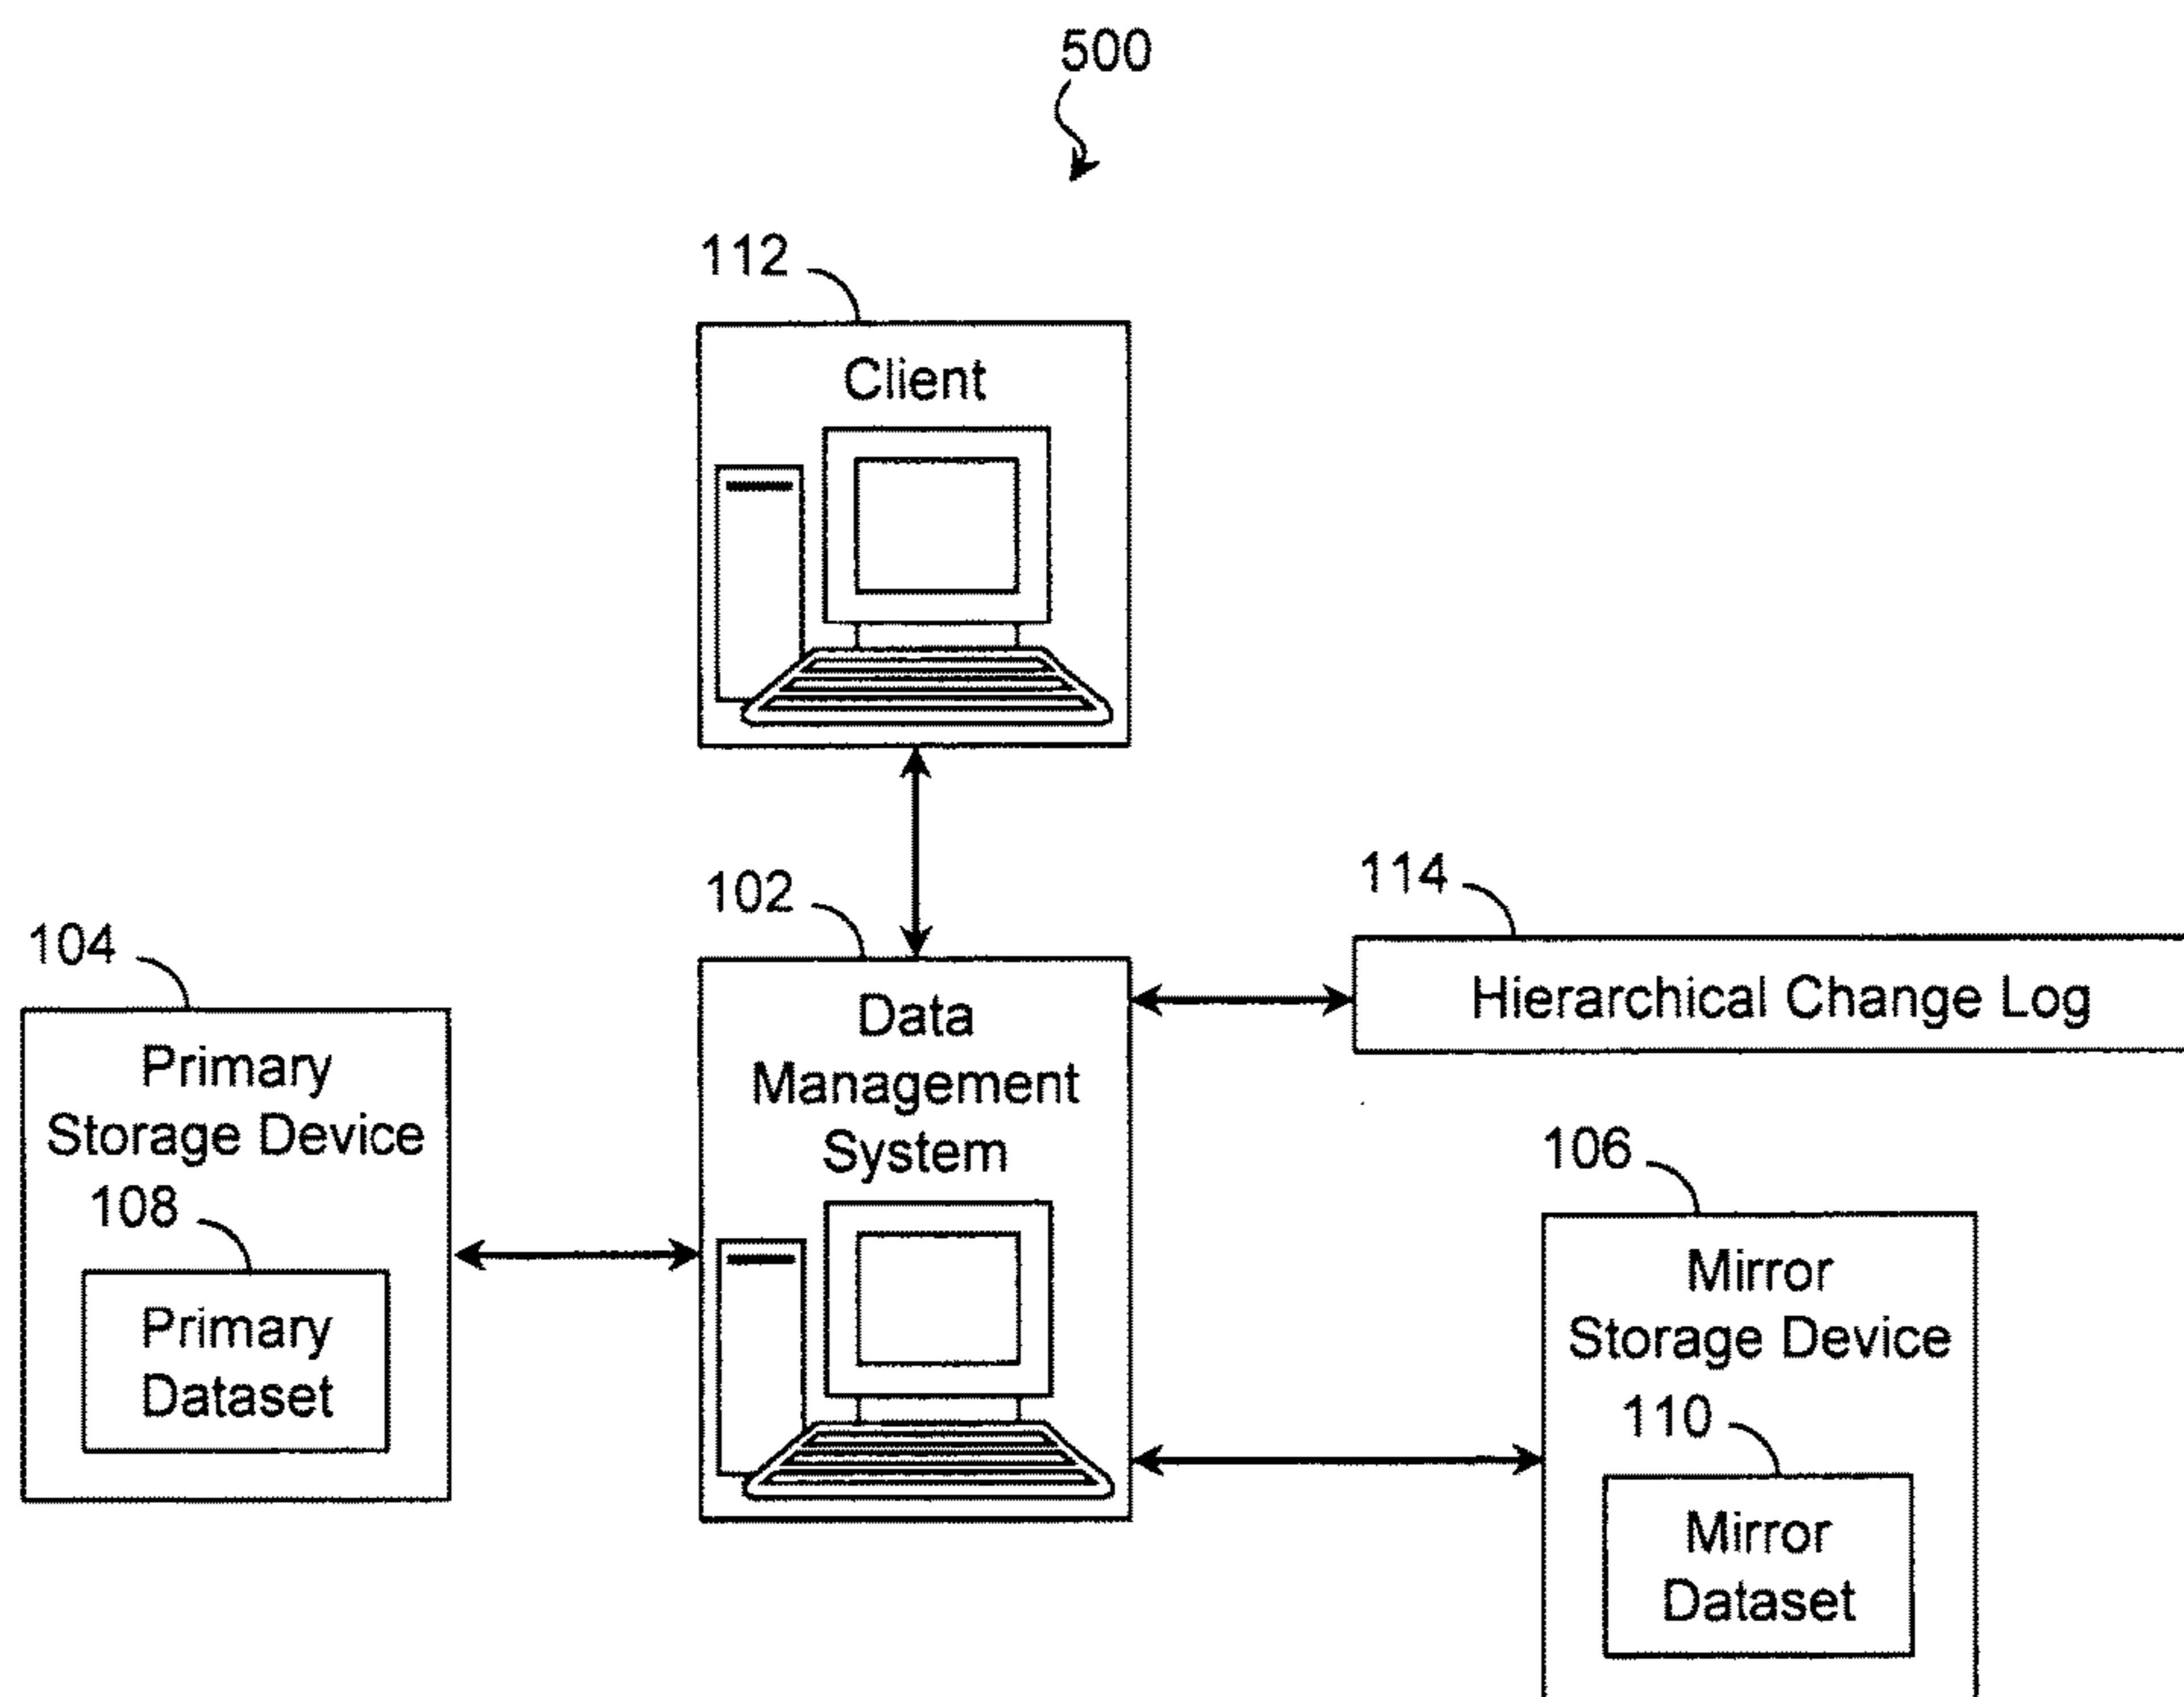 500
112
Client
102
114
104
Data
Management
System
Hierarchical Change Log
Primary
Storage Device
106
108
Mirror
Storage Device
Primary
Dataset
110
Mirror
Dataset